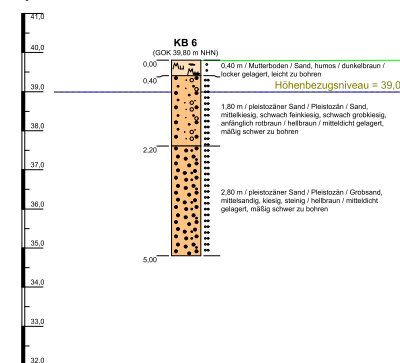 41,0
40,0
39,0
38,0
37,0
36,0
35,0
34,0
33,0
32,0
KB 6
(GOK 39,80 m NHN)
0,00
Mu
0,40 m / Mutterboden / Sand, humos / dunkelbraun /
locker gelagert, leicht zu bohren
0,40
Höhenbezugsniveau = 39,0
1,80 m / pleistozäner Sand / Pleistozän / Sand,
mittelkiesig, schwach feinkiesig, schwach grobkiesig,
anfänglich rotbraun / hellbraun / mitteldicht gelagert,
mäßig schwer zu bohren
2,20
2,80 m / pleistozäner Sand / Pleistozän / Grobsand,
mittelsandig, kiesig, steinig / hellbraun / mitteldicht
gelagert, mäßig schwer zu bohren
5,00